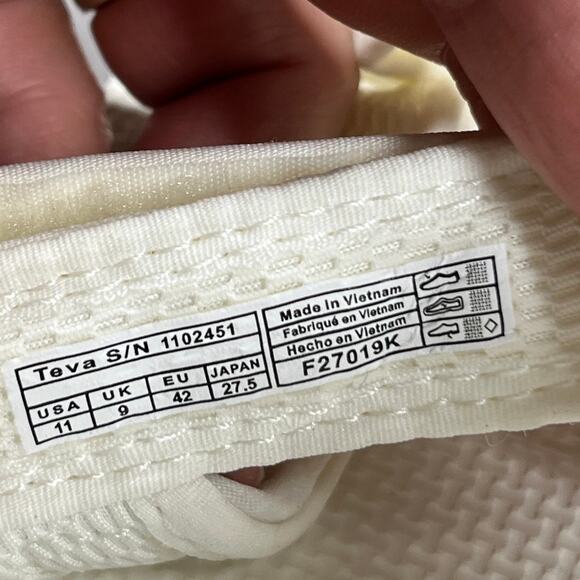 Teva S/N 1102451
USA UK EU JAPAN
11 9 42 27.5
Made in Vietnam
Fabriqué en Vietnam
Hecho en Vietnam
F27019K